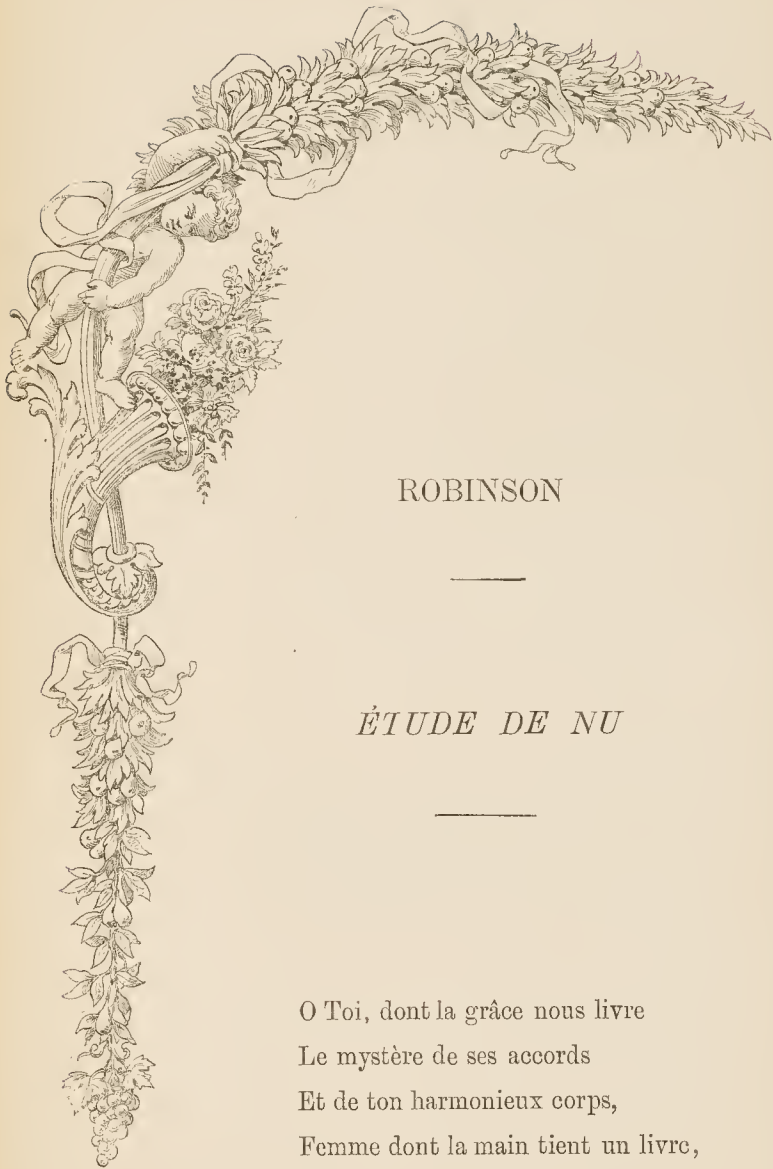 ROBINSON
ÉTUDE DE NU
O Toi, dont la grâce nous livre
Le mystère de ses accords
Et de ton harmonieux corps,
Femme dont la main tient un livre,